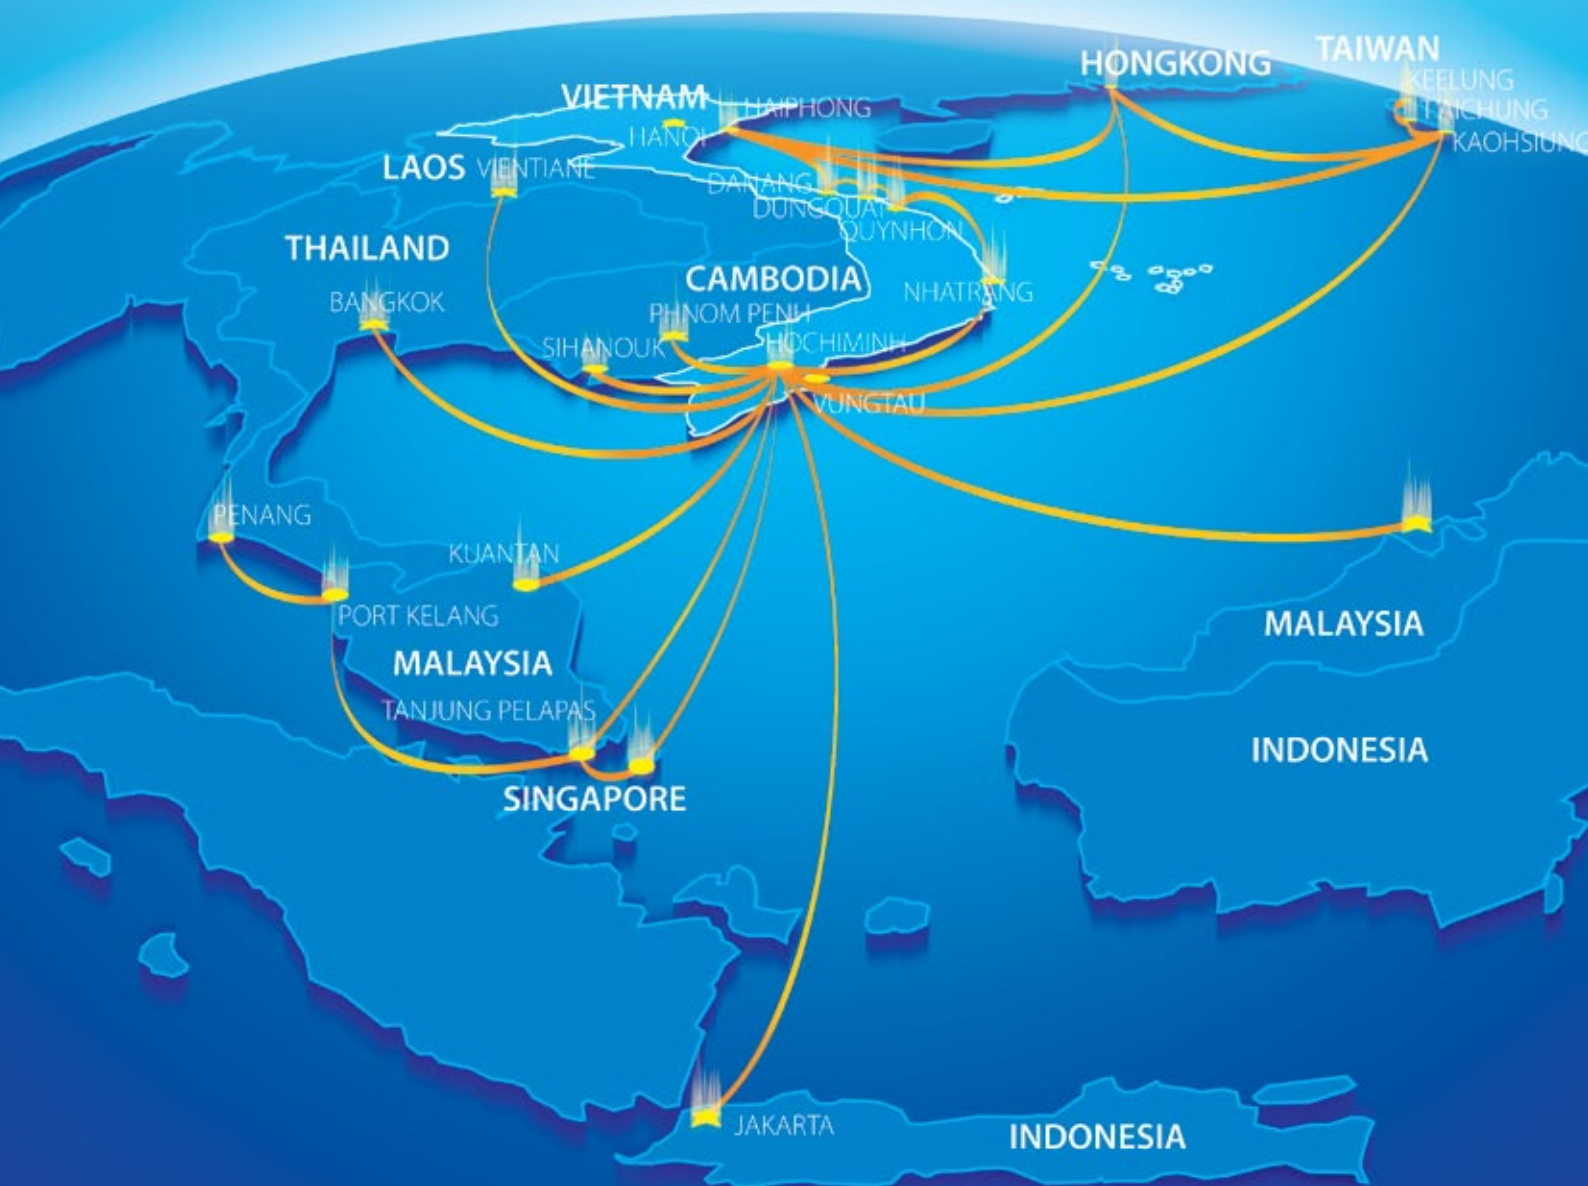 HONGKONG
TAIWAN
KEELUNG
TAICHUNG
KAOHSIUNG
VIETNAM
HAIPHONG
HANOI
LAOS
VIENTIANE
DANANG
DUNGQUAT
QUYNHON
THAILAND
BANGKOK
CAMBODIA
PHNOM PENH
NHATRANG
SIHANOUK
HOCHIMINH
VUNGTAU
PENANG
KUANTAN
PORT KELANG
MALAYSIA
MALAYSIA
TANJUNG PELAPAS
SINGAPORE
INDONESIA
JAKARTA
INDONESIA